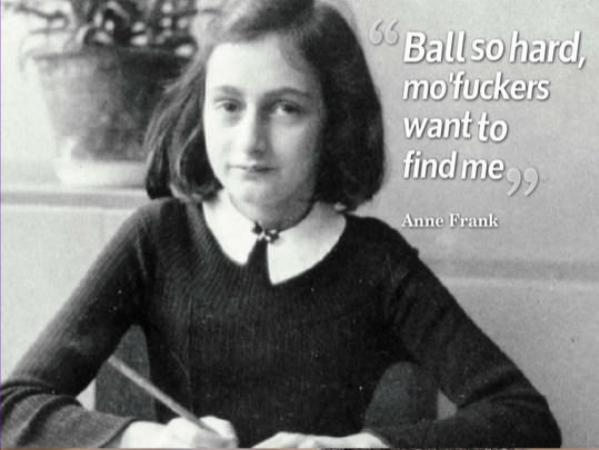 “Ball so hard,
mo'fuckers
want to
find me”
Anne Frank